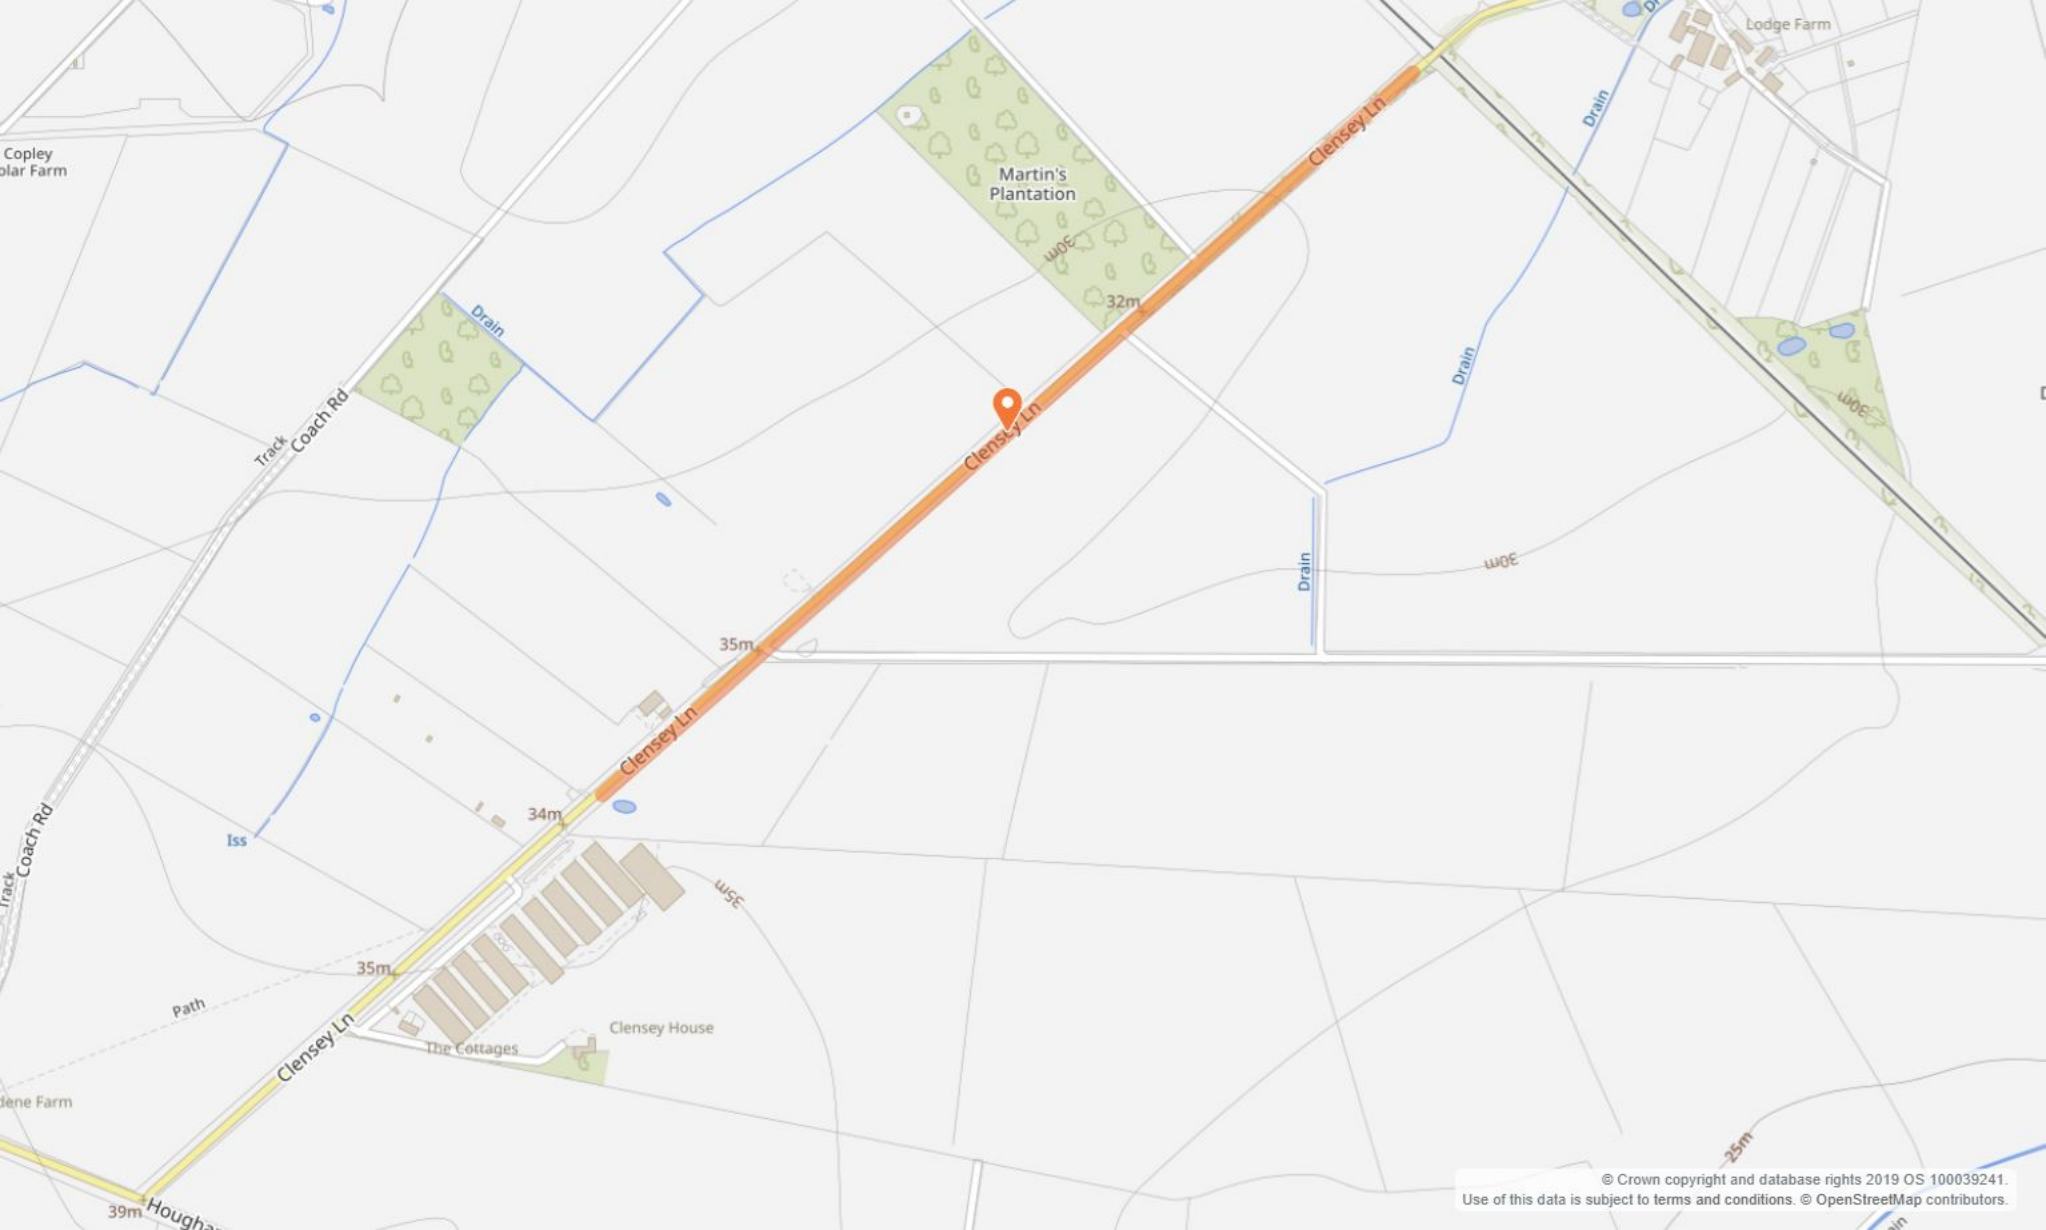 Lodge Farm
Drain
Clensey Ln
Copley
olar Farm
Martin's
Plantation
30m
32m
Drain
Drain
Coach Rd
Track
Clensey Ln
30m
Drain
30m
35m
Clensey Ln
34m
Iss
Coach Rd
Track
35m
35m
Path
Clensey Ln
The Cottages
Clensey House
dene Farm
39m
Hougha
25m
© Crown copyright and database rights 2019 OS 100039241.
Use of this data is subject to terms and conditions. © OpenStreetMap contributors.